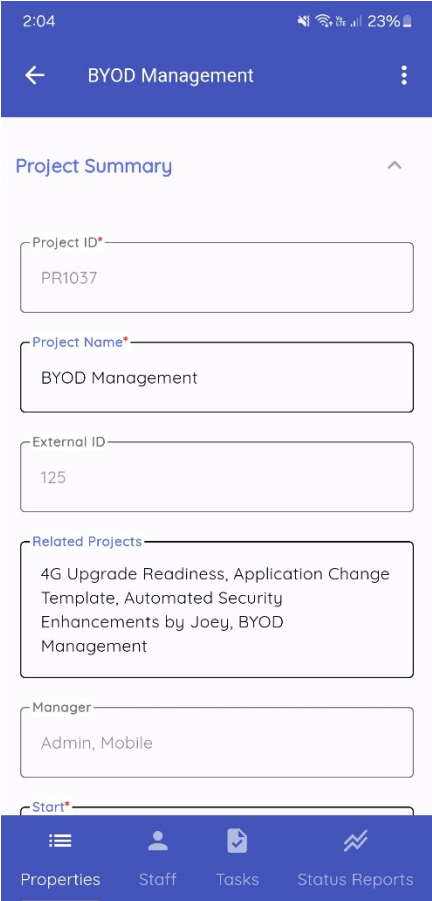 2:04 LTE 23%
BYOD Management
Project Summary
Project ID*
PR1037
Project Name*
BYOD Management
External ID
125
Related Projects
4G Upgrade Readiness, Application Change
Template, Automated Security
Enhancements by Joey, BYOD
Management
Manager
Admin, Mobile
Start*
Properties Staff Tasks Status Reports